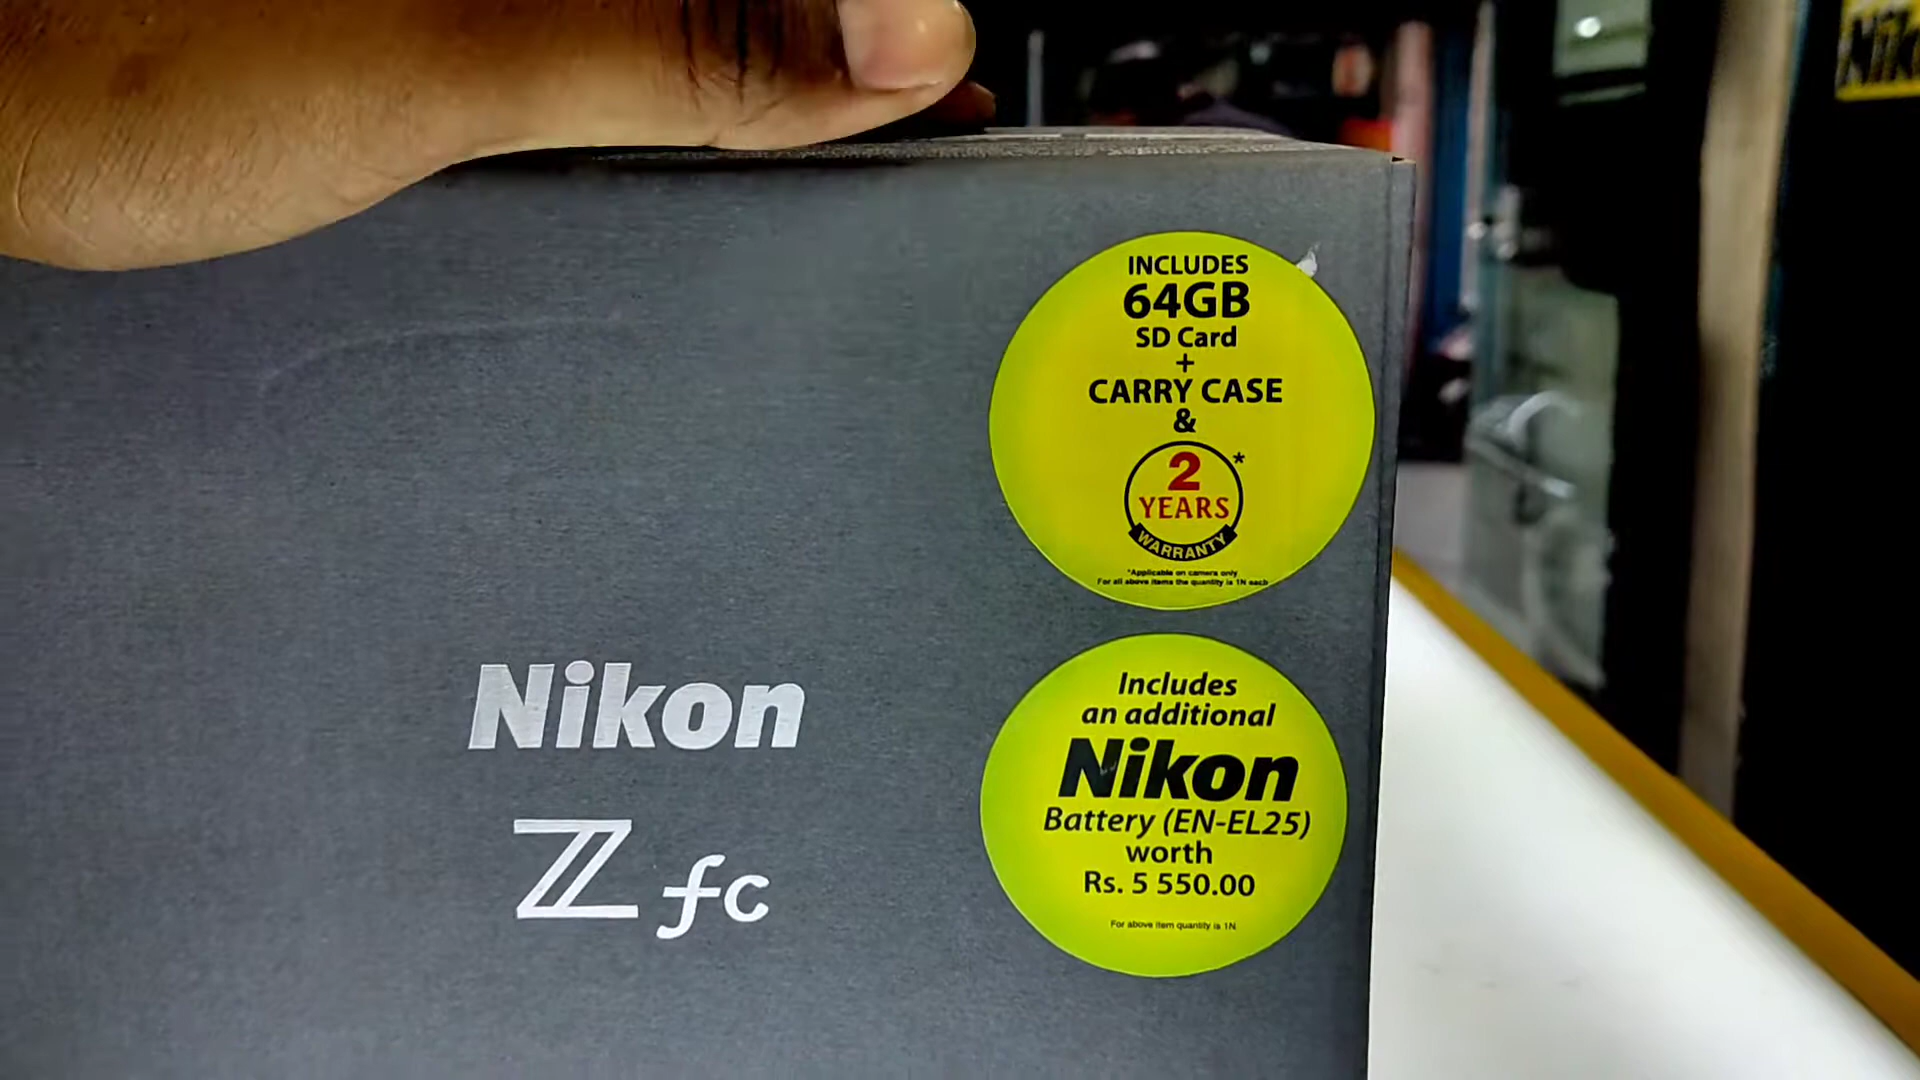 INCLUDES
64GB
SD Card
+
CARRY CASE
&
2*
YEARS
WARRANTY
*Applicable on camera only
For all above items the quantity is 1N each
Nikon
Z fc
Includes
an additional
Nikon
Battery (EN-EL25)
worth
Rs. 5 550.00
For above item quantity is 1N